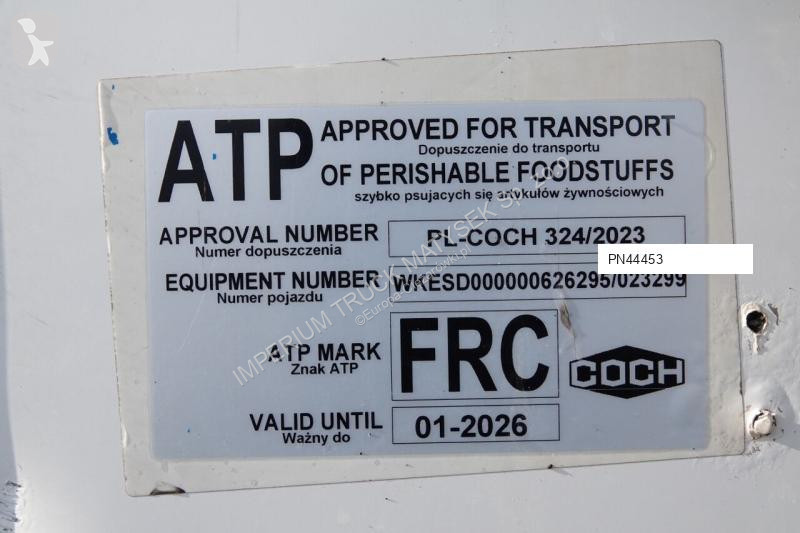 ATP APPROVED FOR TRANSPORT
Dopuszczenie do transportu
OF PERISHABLE FOODSTUFFS
szybko psujacych się artykułów żywnościowych
APPROVAL NUMBER PL-COCH 324/2023
Numer dopuszczenia
PN44453
EQUIPMENT NUMBER WKESD000000626295/023299
Numer pojazdu
ATP MARK FRC COCH
Znak ATP
VALID UNTIL 01-2026
Ważny do
IMPERIUM TRUCK MATYSEK Sp. z o.o